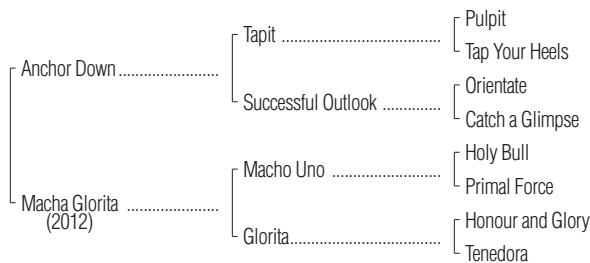 Pulpit
Tapit ........................................
Tap Your Heels
Anchor Down .........................
Orientate
Successful Outlook ...............
Catch a Glimpse
Holy Bull
Macho Uno ............................
Primal Force
Macha Glorita .......................
(2012)
Honour and Glory
Glorita......................................
Tenedora